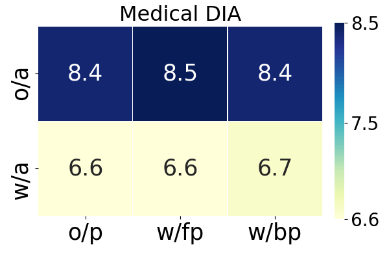 Medical DIA
o/a 8.4 8.5 8.4
w/a 6.6 6.6 6.7
o/p w/fp w/bp
8.5
7.5
6.6